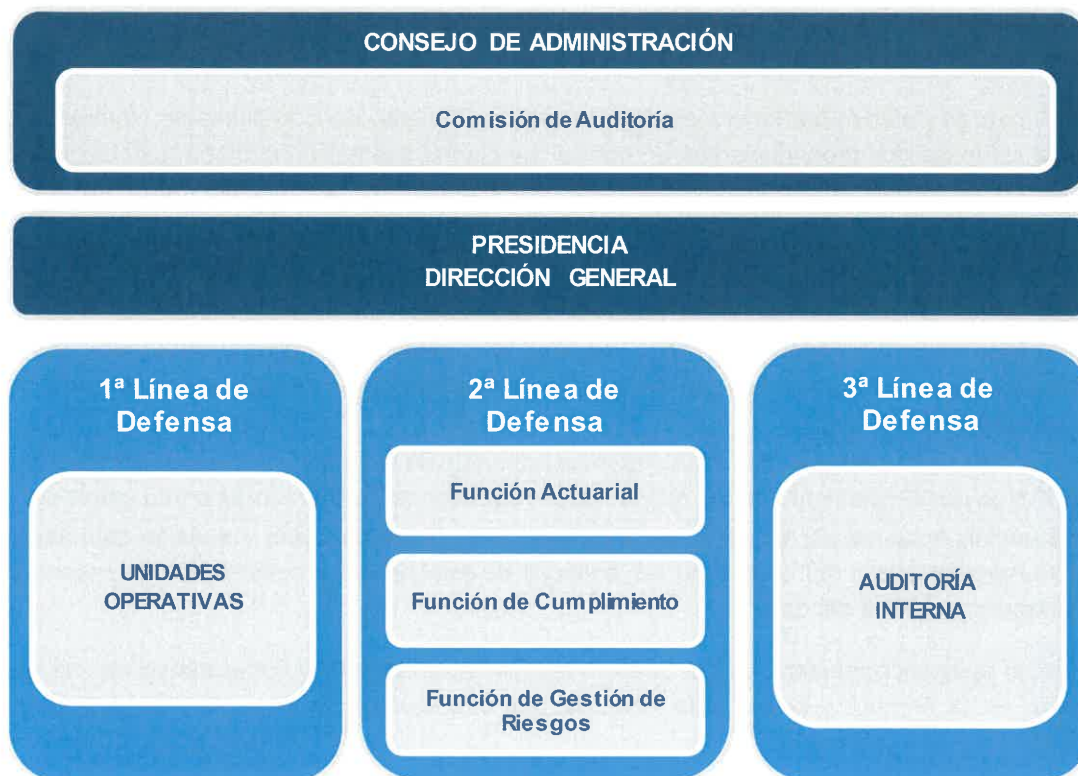 CONSEJO DE ADMINISTRACIÓN
Comisión de Auditoría
PRESIDENCIA
DIRECCIÓN GENERAL
1ª Línea de
Defensa
UNIDADES
OPERATIVAS
2ª Línea de
Defensa
Función Actuarial
Función de Cumplimiento
Función de Gestión de
Riesgos
3ª Línea de
Defensa
AUDITORÍA
INTERNA